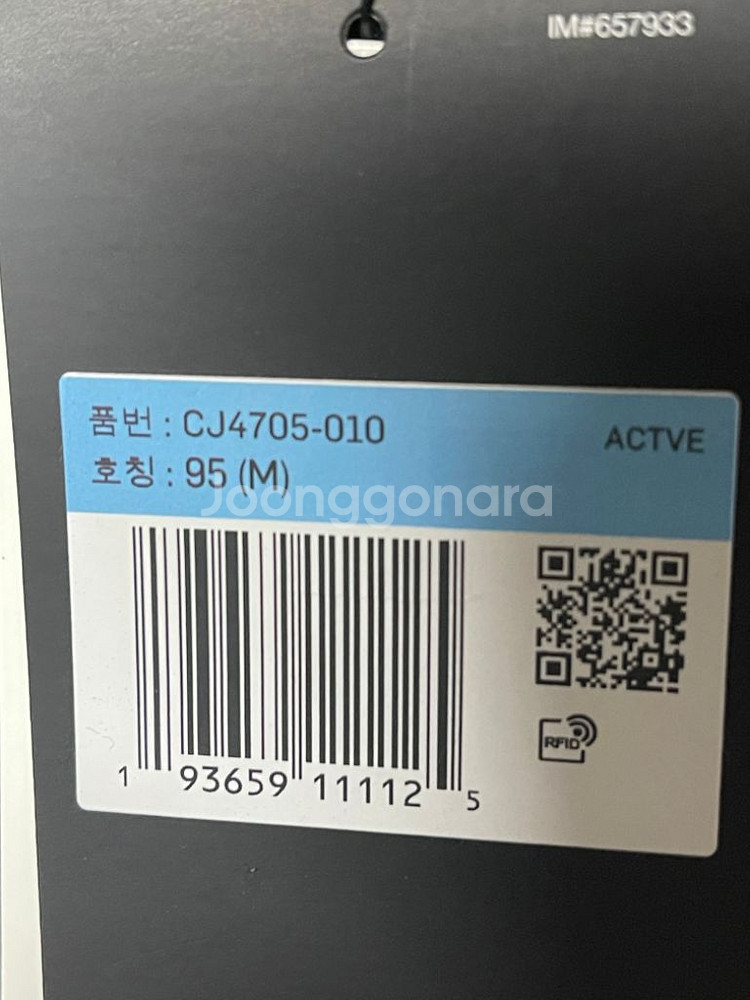 IM#657933
품번 : CJ4705-010
ACTVE
호칭 : 95 (M)
Joonggonara
RFID
1 93659 11112 5